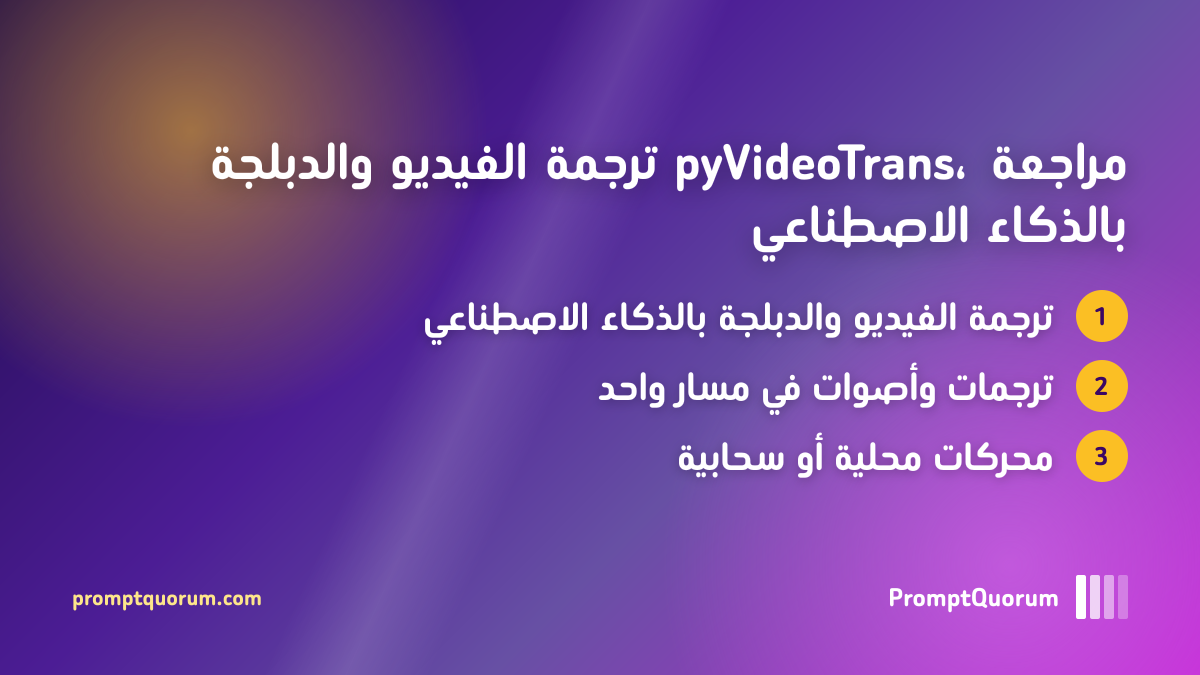 مراجعة pyVideoTrans، ترجمة الفيديو والدبلجة
بالذكاء الاصطناعي
1 ترجمة الفيديو والدبلجة بالذكاء الاصطناعي
2 ترجمات وأصوات في مسار واحد
3 محركات محلية أو سحابية
PromptQuorum
promptquorum.com